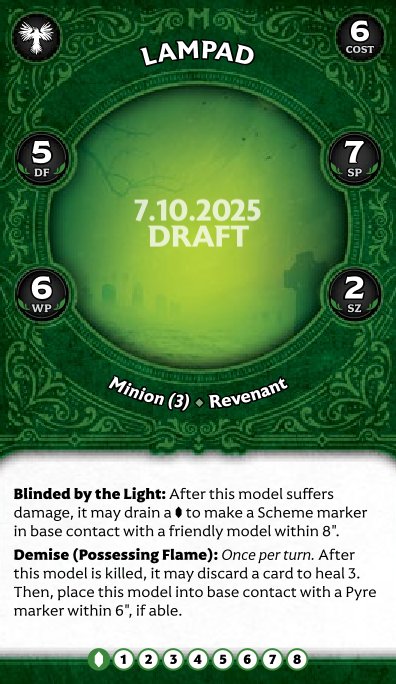 6
COST
LAMPAD
5
DF
7
SP
7.10.2025
DRAFT
6
WP
2
SZ
Minion (3) ⬥ Revenant
Blinded by the Light: After this model suffers
damage, it may drain a ⬮ to make a Scheme marker
in base contact with a friendly model within 8".
Demise (Possessing Flame): Once per turn. After
this model is killed, it may discard a card to heal 3.
Then, place this model into base contact with a Pyre
marker within 6", if able.
1 2 3 4 5 6 7 8